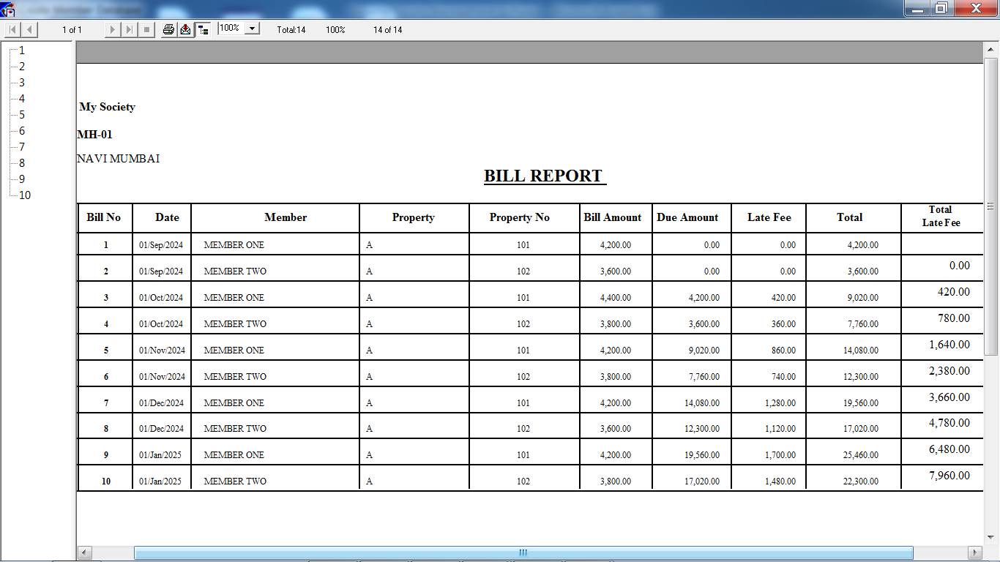 1 of 1 100% Total:14 100% 14 of 14
1
2
3
4
5
6
7
8
9
10
My Society
MH-01
NAVI MUMBAI
BILL REPORT
Bill No Date Member Property Property No Bill Amount Due Amount Late Fee Total Total Late Fee
1 01/Sep/2024 MEMBER ONE A 101 4,200.00 0.00 0.00 4,200.00
2 01/Sep/2024 MEMBER TWO A 102 3,600.00 0.00 0.00 3,600.00 0.00
3 01/Oct/2024 MEMBER ONE A 101 4,400.00 4,200.00 420.00 9,020.00 420.00
4 01/Oct/2024 MEMBER TWO A 102 3,800.00 3,600.00 360.00 7,760.00 780.00
5 01/Nov/2024 MEMBER ONE A 101 4,200.00 9,020.00 860.00 14,080.00 1,640.00
6 01/Nov/2024 MEMBER TWO A 102 3,800.00 7,760.00 740.00 12,300.00 2,380.00
7 01/Dec/2024 MEMBER ONE A 101 4,200.00 14,080.00 1,280.00 19,560.00 3,660.00
8 01/Dec/2024 MEMBER TWO A 102 3,600.00 12,300.00 1,120.00 17,020.00 4,780.00
9 01/Jan/2025 MEMBER ONE A 101 4,200.00 19,560.00 1,700.00 25,460.00 6,480.00
10 01/Jan/2025 MEMBER TWO A 102 3,800.00 17,020.00 1,480.00 22,300.00 7,960.00